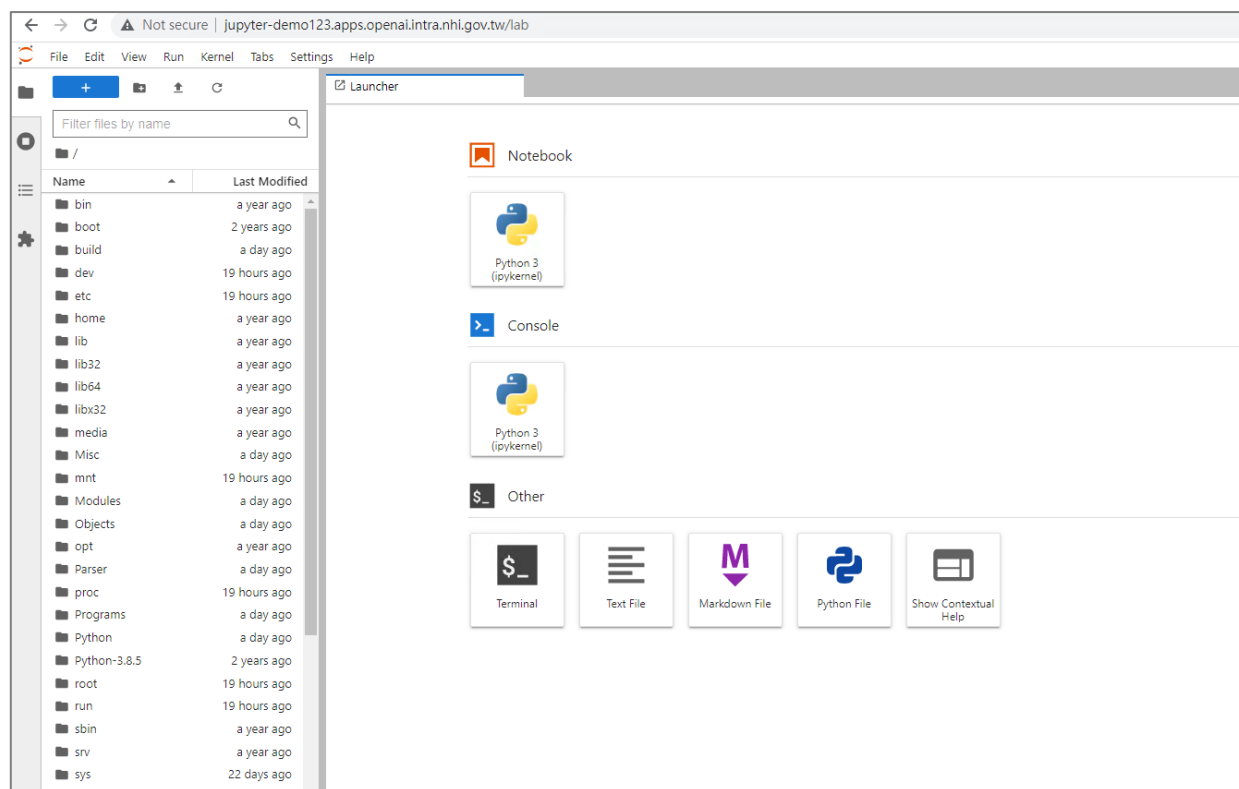 Not secure | jupyter-demo123.apps.openai.intra.nhi.gov.tw/lab
File Edit View Run Kernel Tabs Settings Help
+
Launcher
Filter files by name
/
Name Last Modified
bin a year ago
boot 2 years ago
build a day ago
dev 19 hours ago
etc 19 hours ago
home a year ago
lib a year ago
lib32 a year ago
lib64 a year ago
libx32 a year ago
media a year ago
Misc a day ago
mnt 19 hours ago
Modules a day ago
Objects a day ago
opt a year ago
Parser a day ago
proc 19 hours ago
Programs a day ago
Python a day ago
Python-3.8.5 2 years ago
root 19 hours ago
run 19 hours ago
sbin a year ago
srv a year ago
sys 22 days ago
Notebook
Python 3
(ipykernel)
>_ Console
Python 3
(ipykernel)
$_ Other
$_ M
Terminal Text File Markdown File Python File Show Contextual
Help